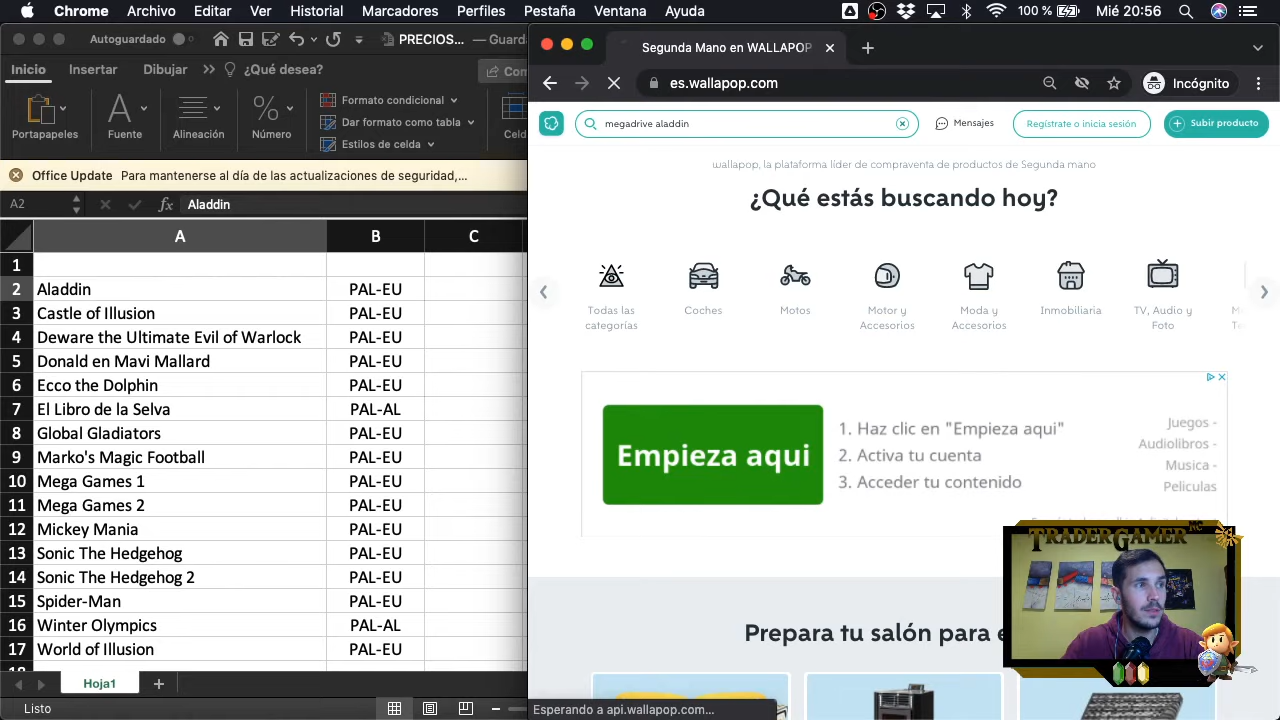 Chrome Archivo Editar Ver Historial Marcadores Perfiles Pestaña Ventana Ayuda 100 % Mié 20:56
Autoguardado PRECIOS... — Guarda
Inicio Insertar Dibujar ¿Qué desea? Com
Portapapeles Fuente Alineación Número
Formato condicional
Dar formato como tabla
Estilos de celda
Celd
Office Update Para mantenerse al día de las actualizaciones de seguridad,...
A2 fx Aladdin
A B C
1
2 Aladdin PAL-EU
3 Castle of Illusion PAL-EU
4 Deware the Ultimate Evil of Warlock PAL-EU
5 Donald en Mavi Mallard PAL-EU
6 Ecco the Dolphin PAL-EU
7 El Libro de la Selva PAL-AL
8 Global Gladiators PAL-EU
9 Marko's Magic Football PAL-EU
10 Mega Games 1 PAL-EU
11 Mega Games 2 PAL-EU
12 Mickey Mania PAL-EU
13 Sonic The Hedgehog PAL-EU
14 Sonic The Hedgehog 2 PAL-EU
15 Spider-Man PAL-EU
16 Winter Olympics PAL-AL
17 World of Illusion PAL-EU
Hoja1
Listo
Segunda Mano en WALLAPOP
es.wallapop.com Incógnito
megadrive aladdin Mensajes Regístrate o inicia sesión Subir producto
wallapop, la plataforma líder de compraventa de productos de Segunda mano
¿Qué estás buscando hoy?
Todas las categorías
Coches
Motos
Motor y Accesorios
Moda y Accesorios
Inmobiliaria
TV, Audio y Foto
Empieza aqui
1. Haz clic en "Empieza aqui"
2. Activa tu cuenta
3. Acceder tu contenido
Juegos -
Audiolibros -
Musica -
Peliculas
Prepara tu salón para e
TraderGamer
Esperando a api.wallapop.com...